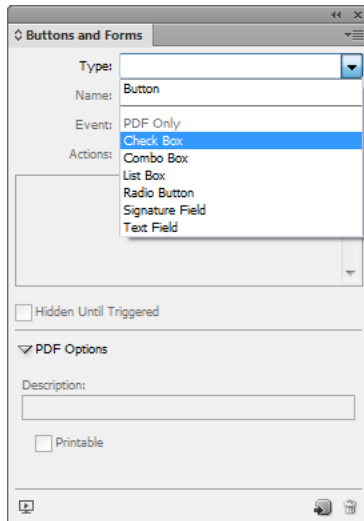 Buttons and Forms
Type:
Button
Name:
Event:
PDF Only
Check Box
Actions:
Combo Box
List Box
Radio Button
Signature Field
Text Field
Hidden Until Triggered
PDF Options
Description:
Printable